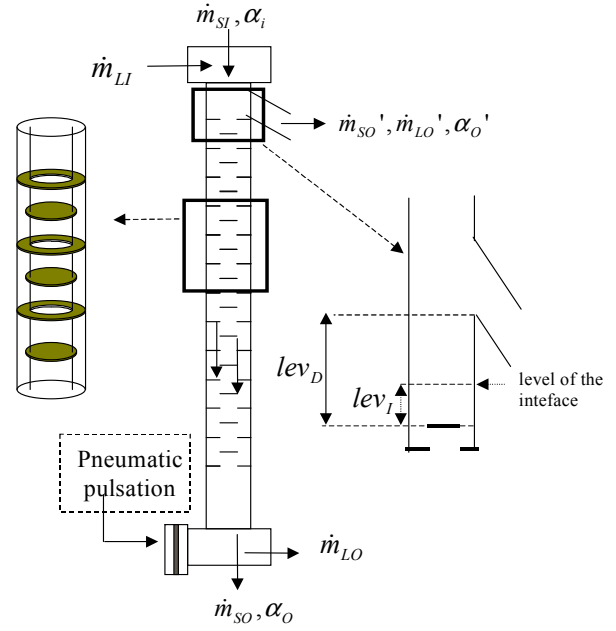 ṁ_SI, α_i
ṁ_LI
ṁ_SO', ṁ_LO', α_O'
lev_D
lev_I
level of the
inteface
Pneumatic
pulsation
ṁ_LO
ṁ_SO, α_O